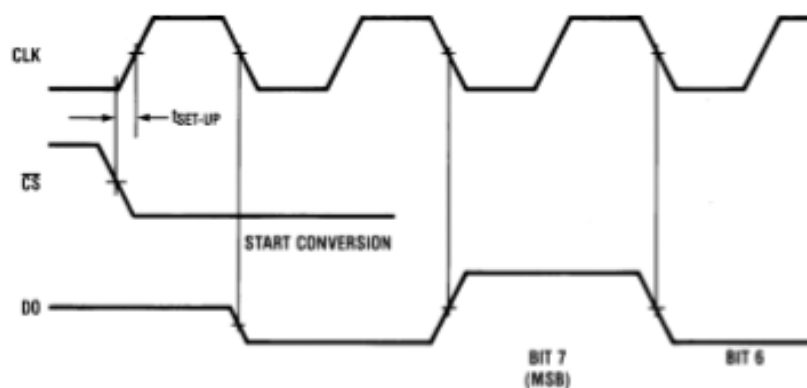 CLK
tSET-UP
CS
START CONVERSION
DO
BIT 7
(MSB)
BIT 6